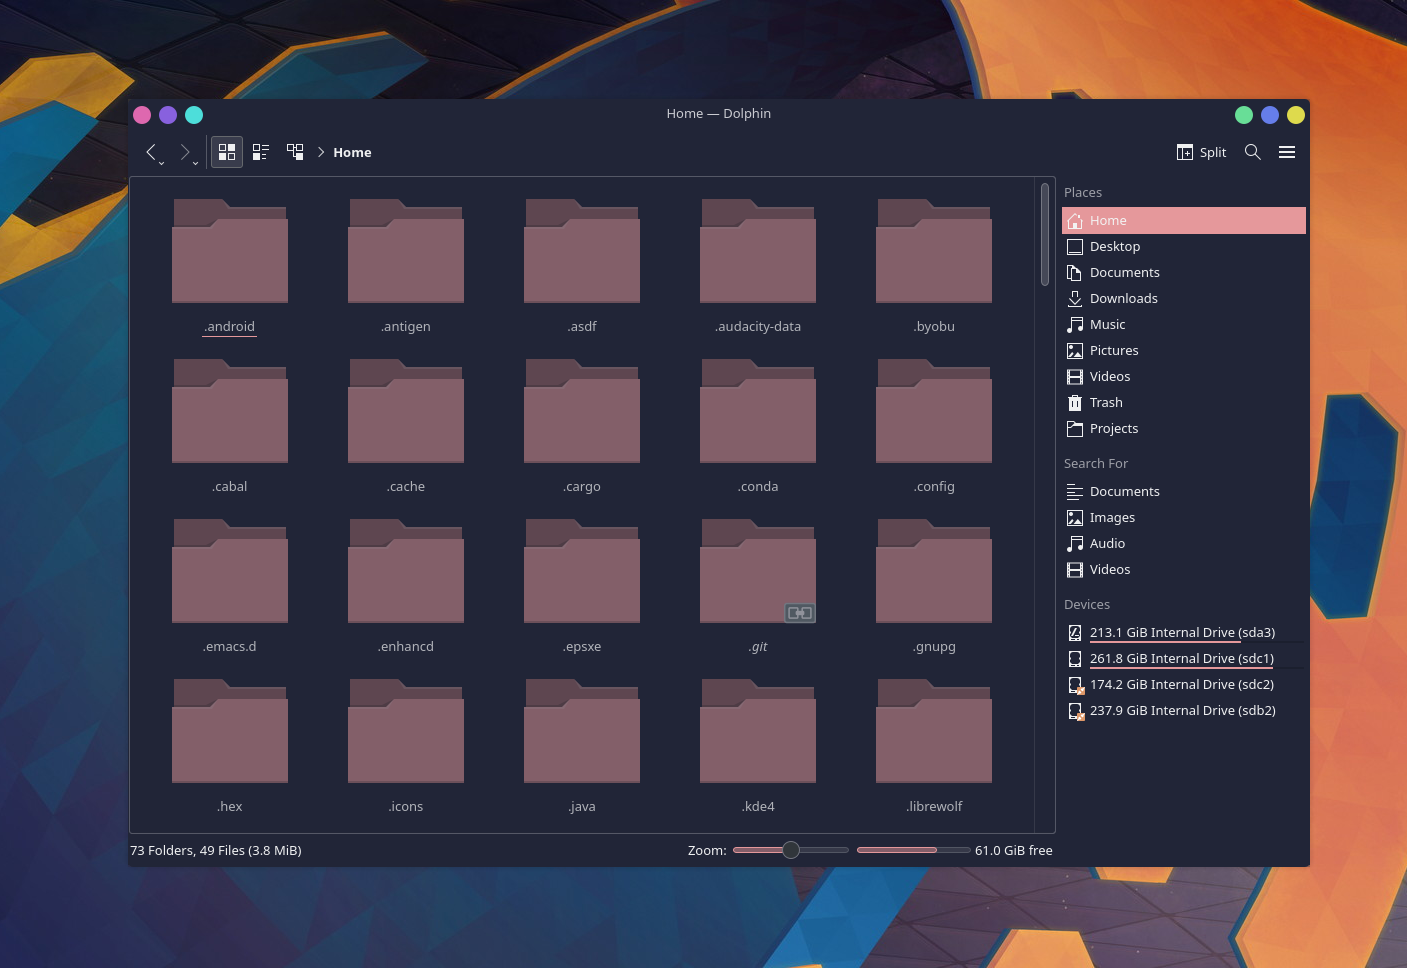 Home — Dolphin
Home
Split
.android
.antigen
.asdf
.audacity-data
.byobu
.cabal
.cache
.cargo
.conda
.config
.emacs.d
.enhancd
.epsxe
.git
.gnupg
.hex
.icons
.java
.kde4
.librewolf
73 Folders, 49 Files (3.8 MiB)
Zoom:
61.0 GiB free
Places
Home
Desktop
Documents
Downloads
Music
Pictures
Videos
Trash
Projects
Search For
Documents
Images
Audio
Videos
Devices
213.1 GiB Internal Drive (sda3)
261.8 GiB Internal Drive (sdc1)
174.2 GiB Internal Drive (sdc2)
237.9 GiB Internal Drive (sdb2)